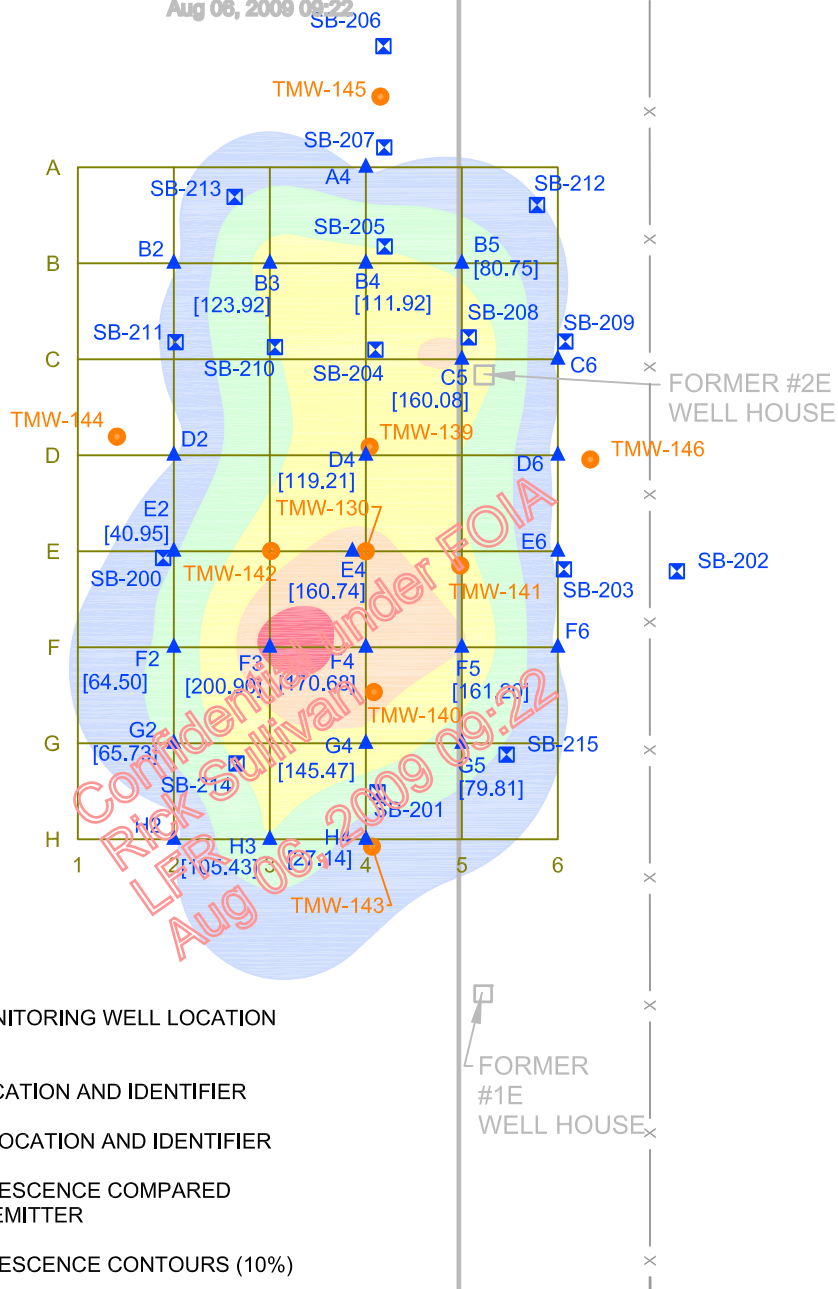 Aug 06, 2009 09:22
SB-206
TMW-145
SB-207
A
A4
SB-213
SB-212
SB-205
B
B2
B3
[123.92]
B4
[111.92]
B5
[80.75]
SB-211
SB-210
SB-204
SB-208
SB-209
C
C5
[160.08]
C6
FORMER #2E
WELL HOUSE
TMW-144
TMW-139
TMW-146
D
D2
D4
[119.21]
D6
TMW-130
E2
[40.95]
E
SB-200
TMW-142
E4
[160.74]
TMW-141
E6
SB-203
SB-202
F
F2
[64.50]
F3
[200.90]
F4
[170.68]
F5
[161.20]
F6
TMW-140
G
G2
[65.73]
SB-214
G4
[145.47]
G5
[79.81]
SB-215
SB-201
H
H2
H3
[105.43]
H4
[27.14]
1 2 3 4 5 6
TMW-143
Confidential under FOIA
Rick Sullivan
LFR
Aug 06, 2009 09:22
FORMER
#1E
WELL HOUSE
X
X
X
X
X
X
X
X
X
X
NITORING WELL LOCATION
CATION AND IDENTIFIER
LOCATION AND IDENTIFIER
ESCENCE COMPARED
EMITTER
ESCENCE CONTOURS (10%)